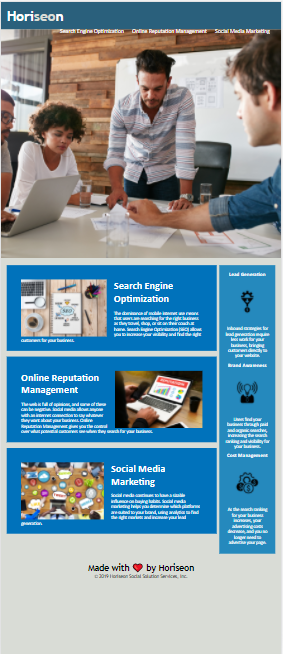 Horiseon
Search Engine Optimization Online Reputation Management Social Media Marketing
Search Engine
Optimization
The dominance of mobile internet use means
that users are searching for the right business
as they travel, shop, or sit on their couch at
home. Search Engine Optimization (SEO) allows
you to increase your visibility and find the right
customers for your business.
Online Reputation
Management
The web is full of opinions, and some of these
can be negative. Social media allows anyone
with an internet connection to say whatever
they want about your business. Online
Reputation Management gives you the control
over what potential customers see when they search for your business.
Social Media
Marketing
Social media continues to have a sizable
influence on buying habits. Social media
marketing helps you determine which platforms
are suited to your brand, using analytics to find
the right markets and increase your lead
generation.
Lead Generation
Inbound strategies for
lead generation require
less work for your
business, bringing
customers directly to
your website.
Brand Awareness
Users find your
business through paid
and organic searches,
increasing the search
ranking and visibility for
your business.
Cost Management
As the search ranking
for your business
increases, your
advertising costs
decrease, and you no
longer need to
advertise your page.
SEO
Made with ❤️ by Horiseon
© 2019 Horiseon Social Solution Services, Inc.